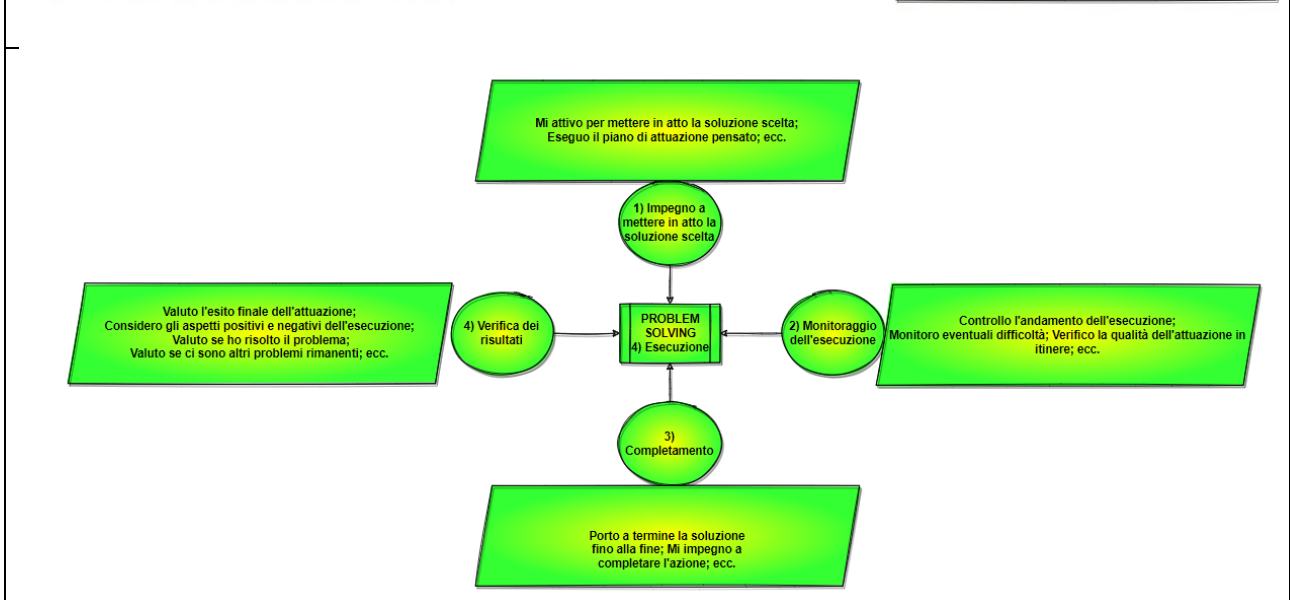 Mi attivo per mettere in atto la soluzione scelta;
Eseguo il piano di attuazione pensato; ecc.
1) Impegno a
mettere in atto la
soluzione scelta
Valuto l'esito finale dell'attuazione;
Considero gli aspetti positivi e negativi dell'esecuzione;
Valuto se ho risolto il problema;
Valuto se ci sono altri problemi rimanenti; ecc.
4) Verifica dei
risultati
PROBLEM
SOLVING
4) Esecuzione
2) Monitoraggio
dell'esecuzione
Controllo l'andamento dell'esecuzione;
Monitoro eventuali difficoltà; Verifico la qualità dell'attuazione in
itinere; ecc.
3)
Completamento
Porto a termine la soluzione
fino alla fine; Mi impegno a
completare l'azione; ecc.